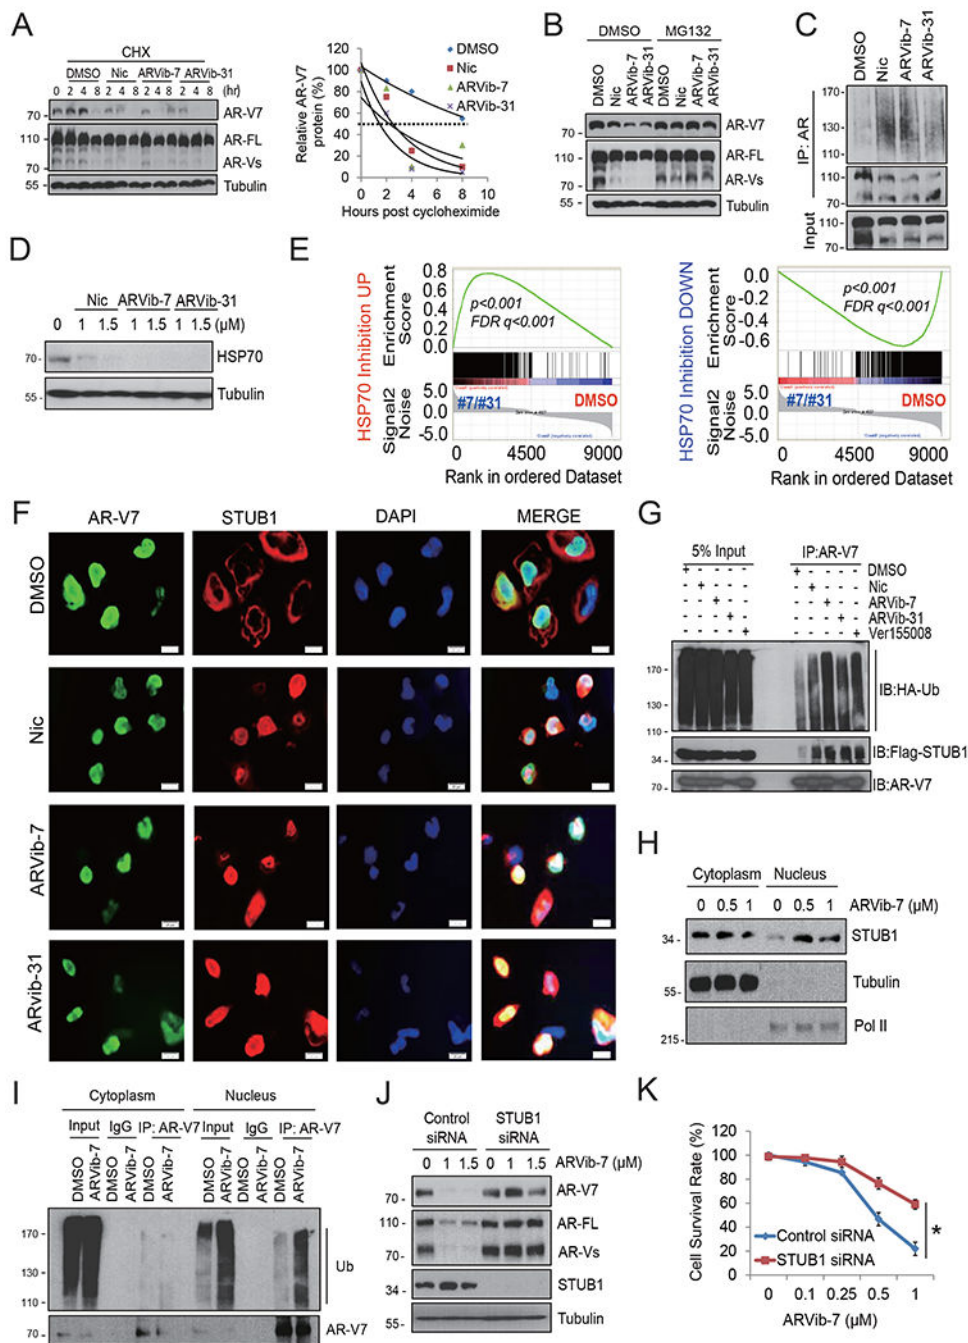 A
CHX
DMSO Nic ARVib-7 ARVib-31
0 2 4 8 2 4 8 2 4 8 2 4 8 (hr)
70 -
AR-V7
110 -
AR-FL
70 -
AR-Vs
55 -
Tubulin
Relative AR-V7 protein (%)
120
100
80
60
40
20
0
0 2 4 6 8 10
Hours post cycloheximide
DMSO
Nic
ARVib-7
ARVib-31
B
DMSO MG132
DMSO Nic ARVib-7 ARVib-31 DMSO Nic ARVib-7 ARVib-31
70 -
AR-V7
110 -
AR-FL
70 -
AR-Vs
55 -
Tubulin
C
DMSO Nic ARVib-7 ARVib-31
IP: AR
170 -
130 -
110 -
70 -
Input
110 -
70 -
D
Nic ARVib-7 ARVib-31
0 1 1.5 1 1.5 1 1.5 (μM)
70 -
HSP70
55 -
Tubulin
E
HSP70 Inhibition UP
Enrichment Score
0.8
0.6
0.4
0.2
0.0
p<0.001
FDR q<0.001
Signal2 Noise
5.0
0.0
-5.0
#7/#31 DMSO
0 4500 9000
Rank in ordered Dataset
HSP70 Inhibition DOWN
Enrichment Score
0.0
-0.4
-0.6
p<0.001
FDR q<0.001
Signal2 Noise
5.0
0.0
-5.0
#7/#31 DMSO
0 4500 9000
Rank in ordered Dataset
F
AR-V7 STUB1 DAPI MERGE
DMSO
Nic
ARVib-7
ARvib-31
G
5% Input IP:AR-V7
DMSO
Nic
ARVib-7
ARVib-31
Ver155008
170 -
130 -
110 -
IB:HA-Ub
34 -
IB:Flag-STUB1
70 -
IB:AR-V7
H
Cytoplasm Nucleus
0 0.5 1 0 0.5 1 ARVib-7 (μM)
34 -
STUB1
55 -
Tubulin
215 -
Pol II
I
Cytoplasm Nucleus
Input IgG IP: AR-V7 Input IgG IP: AR-V7
DMSO ARVib-7 DMSO ARVib-7 DMSO ARVib-7 DMSO ARVib-7 DMSO ARVib-7 DMSO ARVib-7
170 -
130 -
110 -
Ub
70 -
AR-V7
J
Control siRNA STUB1 siRNA
0 1 1.5 0 1 1.5 ARVib-7 (μM)
70 -
AR-V7
110 -
AR-FL
70 -
AR-Vs
34 -
STUB1
55 -
Tubulin
K
Cell Survival Rate (%)
120
100
80
60
40
20
0
Control siRNA
STUB1 siRNA
*
0 0.1 0.25 0.5 1
ARVib-7 (μM)